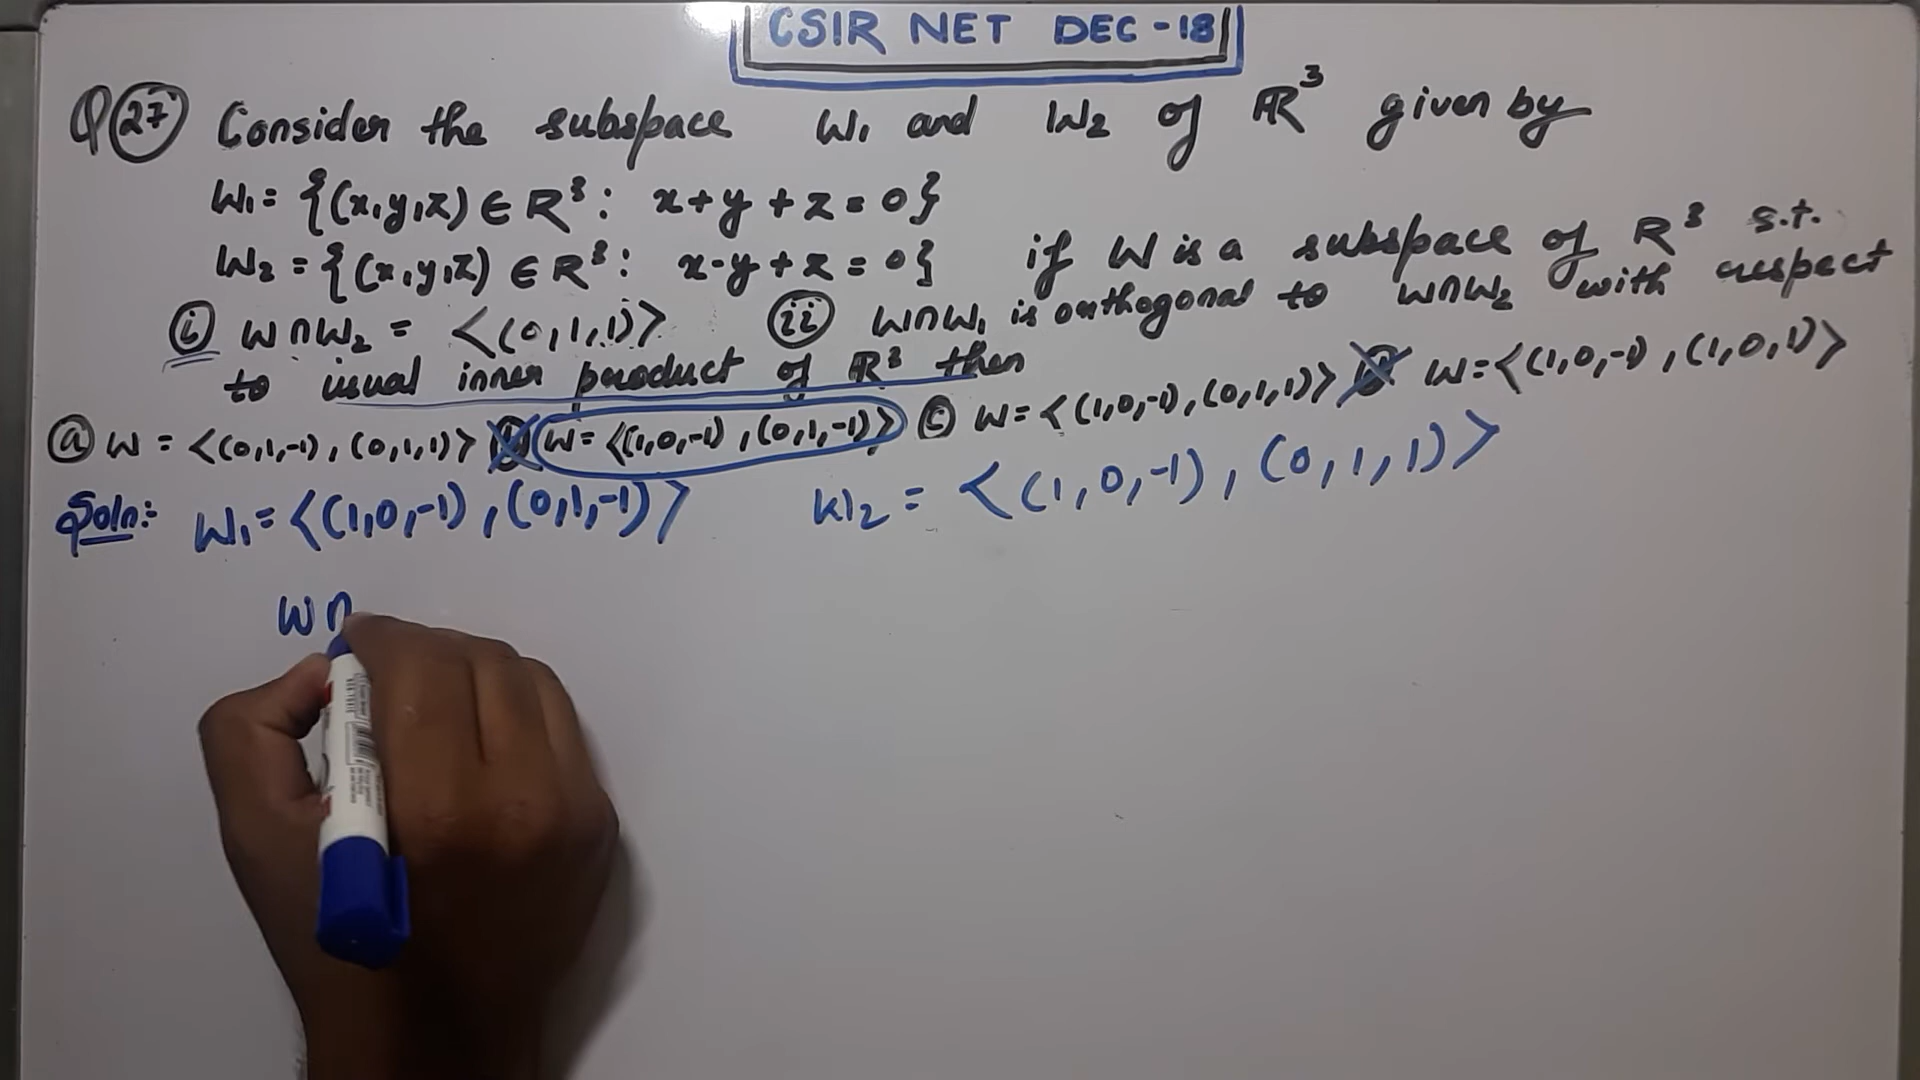 CSIR NET DEC-18
Q 27 Consider the subspace W₁ and W₂ of ℝ³ given by
W₁ = {(x,y,z) ∈ R³ : x+y+z=0}
W₂ = {(x,y,z) ∈ R³ : x-y+z=0} if W is a subspace of R³ s.t.
(i) W∩W₂ = <(0,1,1)> (ii) W∩W₁ is orthogonal to W∩W₂ with respect
to usual inner product of ℝ³ then
(a) W = <(0,1,-1), (0,1,1)> W = <(1,0,-1), (0,1,-1)> (c) W = <(1,0,-1), (0,1,1)> W = <(1,0,-1), (1,0,1)>
Soln: W₁ = <(1,0,-1), (0,1,-1)> W₂ = <(1,0,-1), (0,1,1)>
W∩